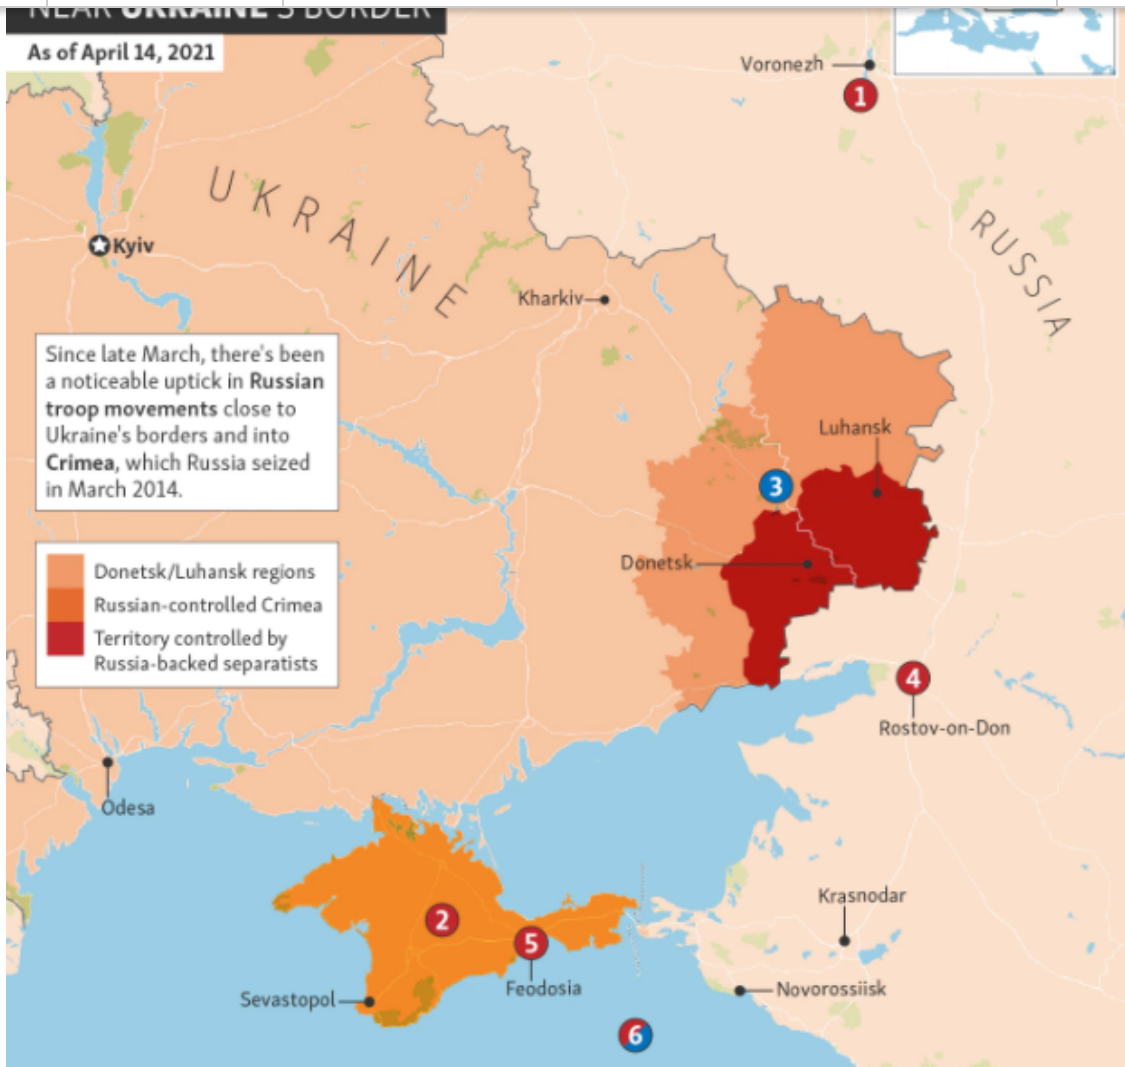 NEAR UKRAINE'S BORDER
As of April 14, 2021
Voronezh
1
UKRAINE
RUSSIA
Kyiv
Kharkiv
Since late March, there's been
a noticeable uptick in Russian
troop movements close to
Ukraine's borders and into
Crimea, which Russia seized
in March 2014.
Luhansk
3
Donetsk
Donetsk/Luhansk regions
Russian-controlled Crimea
Territory controlled by
Russia-backed separatists
4
Rostov-on-Don
Odesa
Krasnodar
2
5
Feodosia
Novorossiisk
Sevastopol
6